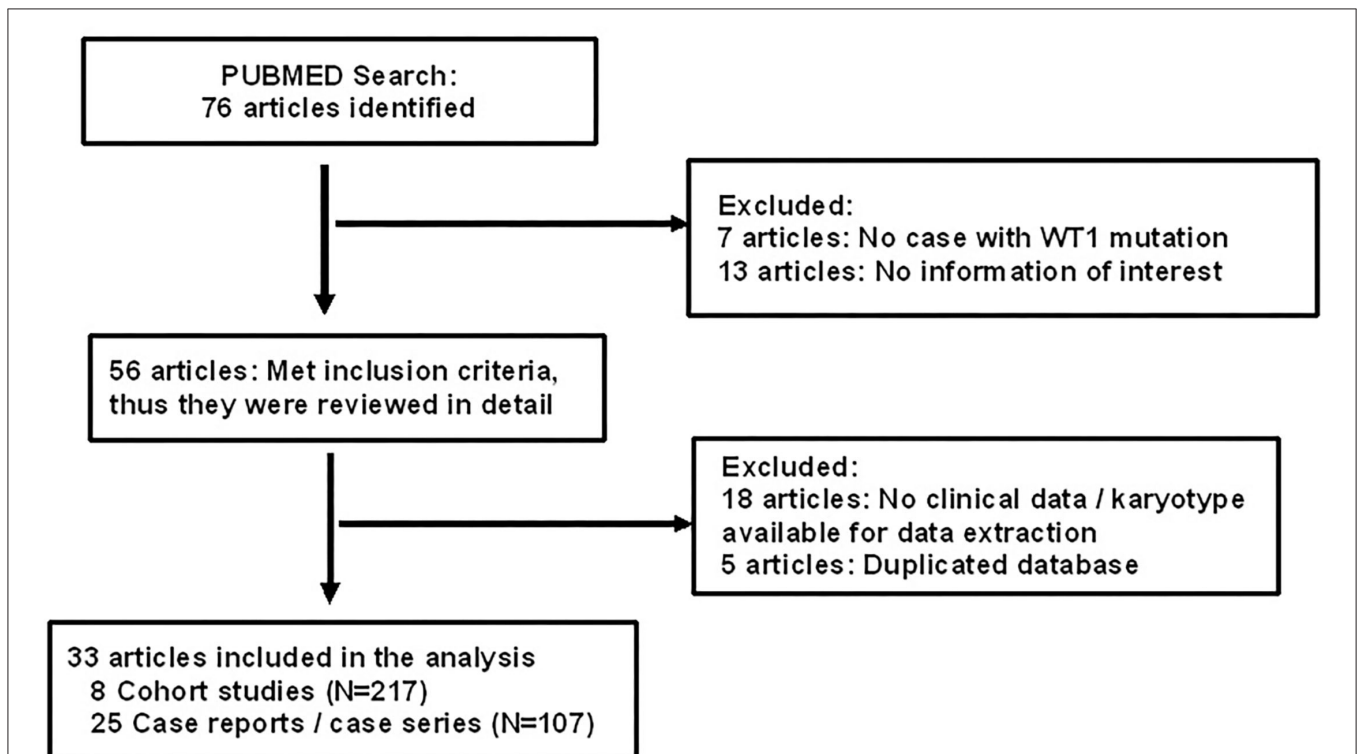 PUBMED Search:
76 articles identified
Excluded:
7 articles: No case with WT1 mutation
13 articles: No information of interest
56 articles: Met inclusion criteria,
thus they were reviewed in detail
Excluded:
18 articles: No clinical data / karyotype
available for data extraction
5 articles: Duplicated database
33 articles included in the analysis
8 Cohort studies (N=217)
25 Case reports / case series (N=107)